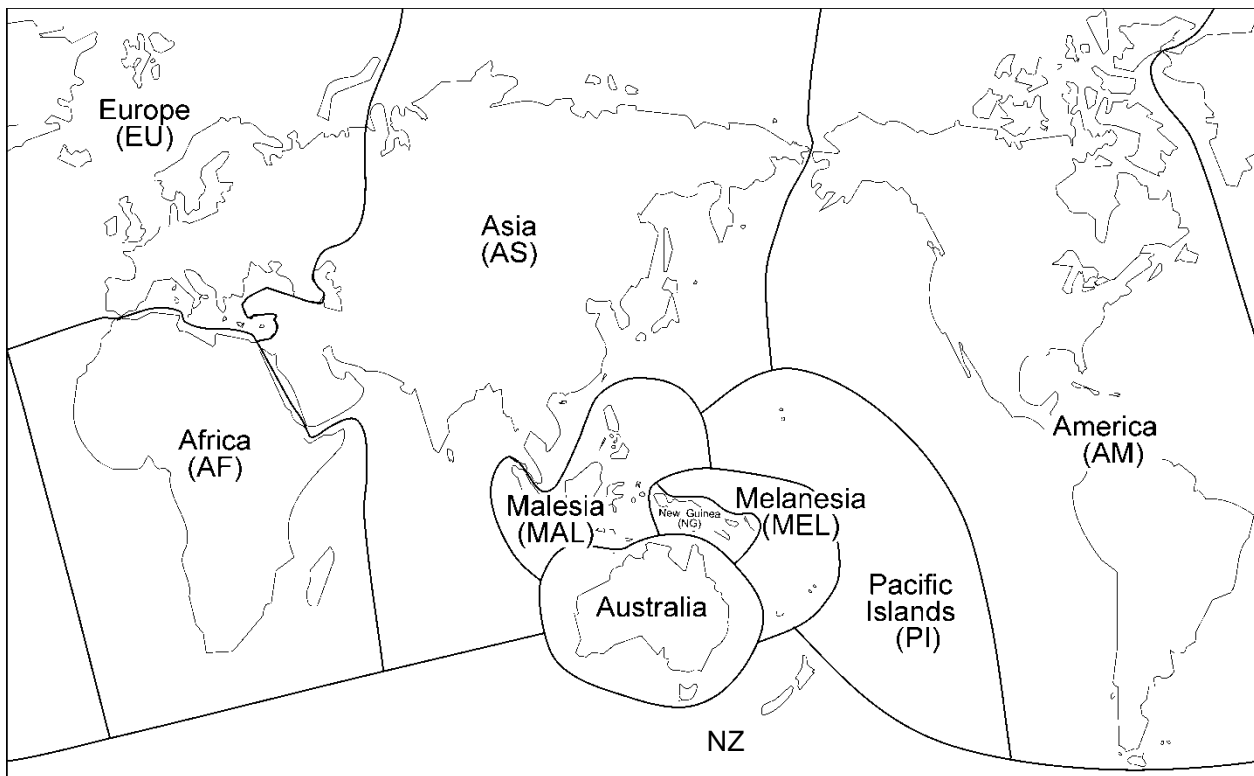 Europe
(EU)
Asia
(AS)
Africa
(AF)
America
(AM)
Malesia
(MAL)
New Guinea
(NG)
Melanesia
(MEL)
Australia
Pacific
Islands
(PI)
NZ